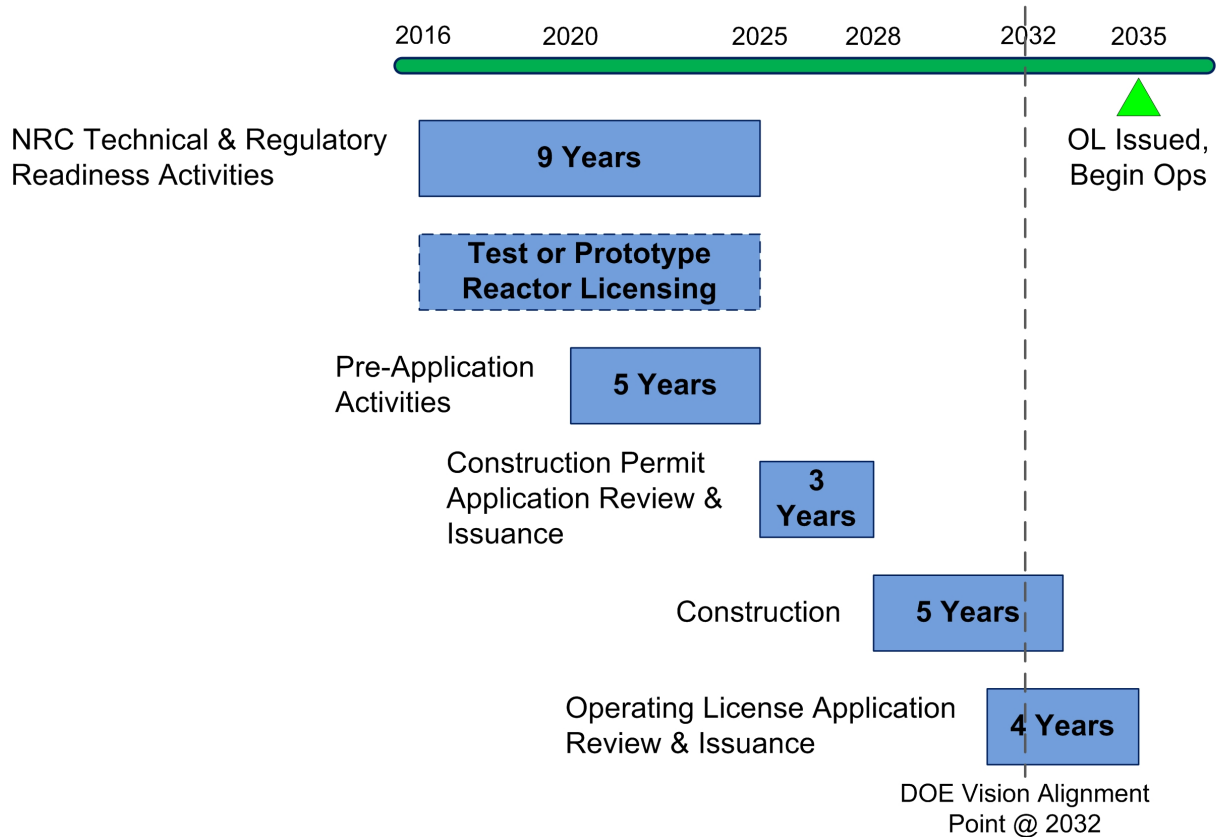 2016 2020 2025 2028 2032 2035
NRC Technical & Regulatory
Readiness Activities
9 Years
OL Issued,
Begin Ops
Test or Prototype
Reactor Licensing
Pre-Application
Activities
5 Years
Construction Permit
Application Review &
Issuance
3
Years
Construction
5 Years
Operating License Application
Review & Issuance
4 Years
DOE Vision Alignment
Point @ 2032